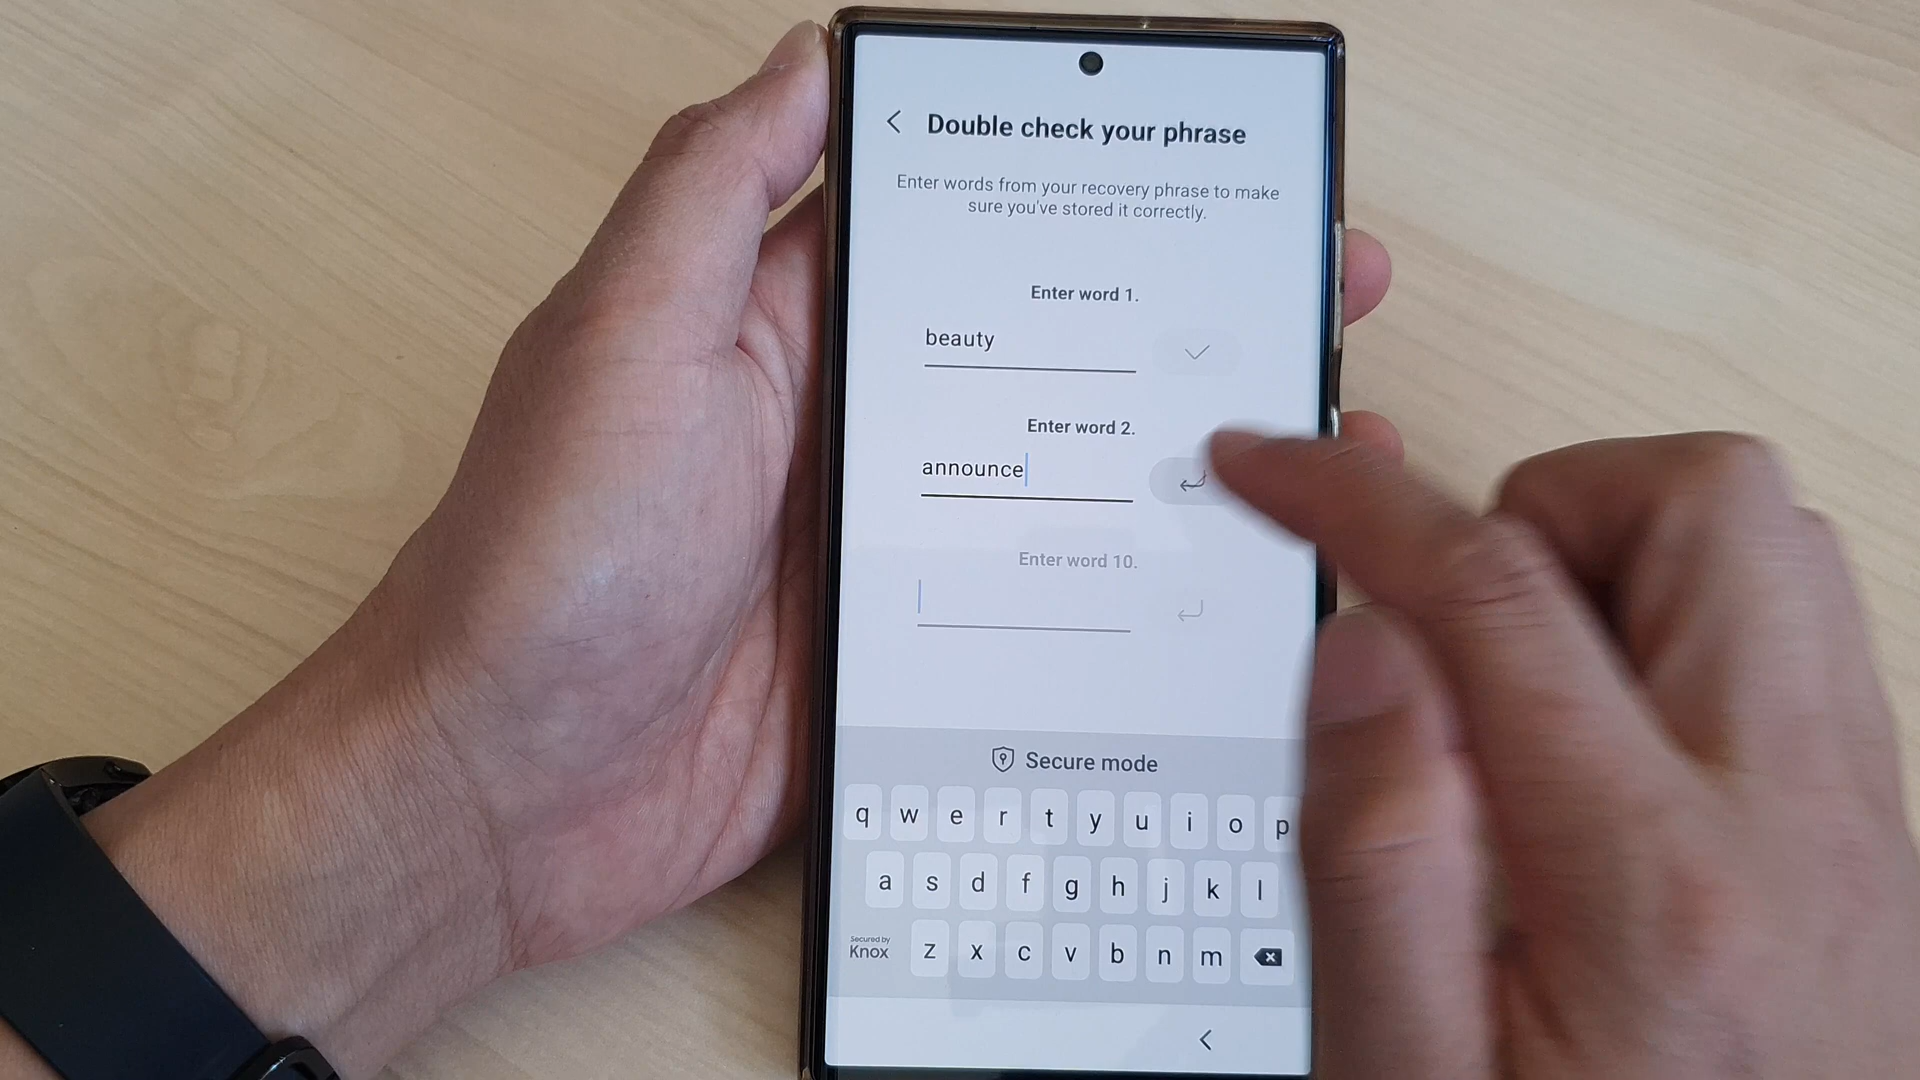 Double check your phrase
Enter words from your recovery phrase to make
sure you've stored it correctly.
Enter word 1.
beauty
Enter word 2.
announce
Enter word 10.
Secure mode
q w e r t y u i o p
a s d f g h j k l
Secured by
Knox
z x c v b n m